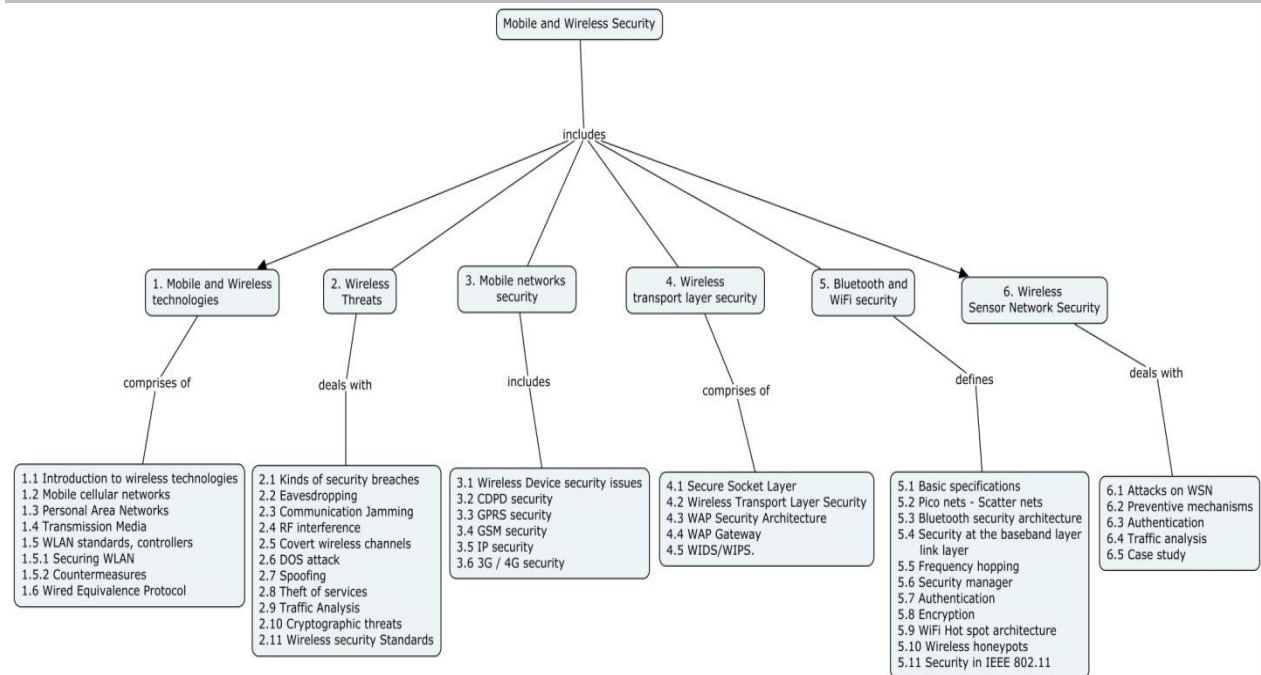 Mobile and Wireless Security
includes
1. Mobile and Wireless
technologies
2. Wireless
Threats
3. Mobile networks
security
4. Wireless
transport layer security
5. Bluetooth and
WiFi security
6. Wireless
Sensor Network Security
comprises of
deals with
includes
comprises of
defines
deals with
1.1 Introduction to wireless technologies
1.2 Mobile cellular networks
1.3 Personal Area Networks
1.4 Transmission Media
1.5 WLAN standards, controllers
1.5.1 Securing WLAN
1.5.2 Countermeasures
1.6 Wired Equivalence Protocol
2.1 Kinds of security breaches
2.2 Eavesdropping
2.3 Communication Jamming
2.4 RF interference
2.5 Covert wireless channels
2.6 DOS attack
2.7 Spoofing
2.8 Theft of services
2.9 Traffic Analysis
2.10 Cryptographic threats
2.11 Wireless security Standards
3.1 Wireless Device security issues
3.2 CDPD security
3.3 GPRS security
3.4 GSM security
3.5 IP security
3.6 3G / 4G security
4.1 Secure Socket Layer
4.2 Wireless Transport Layer Security
4.3 WAP Security Architecture
4.4 WAP Gateway
4.5 WIDS/WIPS.
5.1 Basic specifications
5.2 Pico nets - Scatter nets
5.3 Bluetooth security architecture
5.4 Security at the baseband layer
link layer
5.5 Frequency hopping
5.6 Security manager
5.7 Authentication
5.8 Encryption
5.9 WiFi Hot spot architecture
5.10 Wireless honeypots
5.11 Security in IEEE 802.11
6.1 Attacks on WSN
6.2 Preventive mechanisms
6.3 Authentication
6.4 Traffic analysis
6.5 Case study